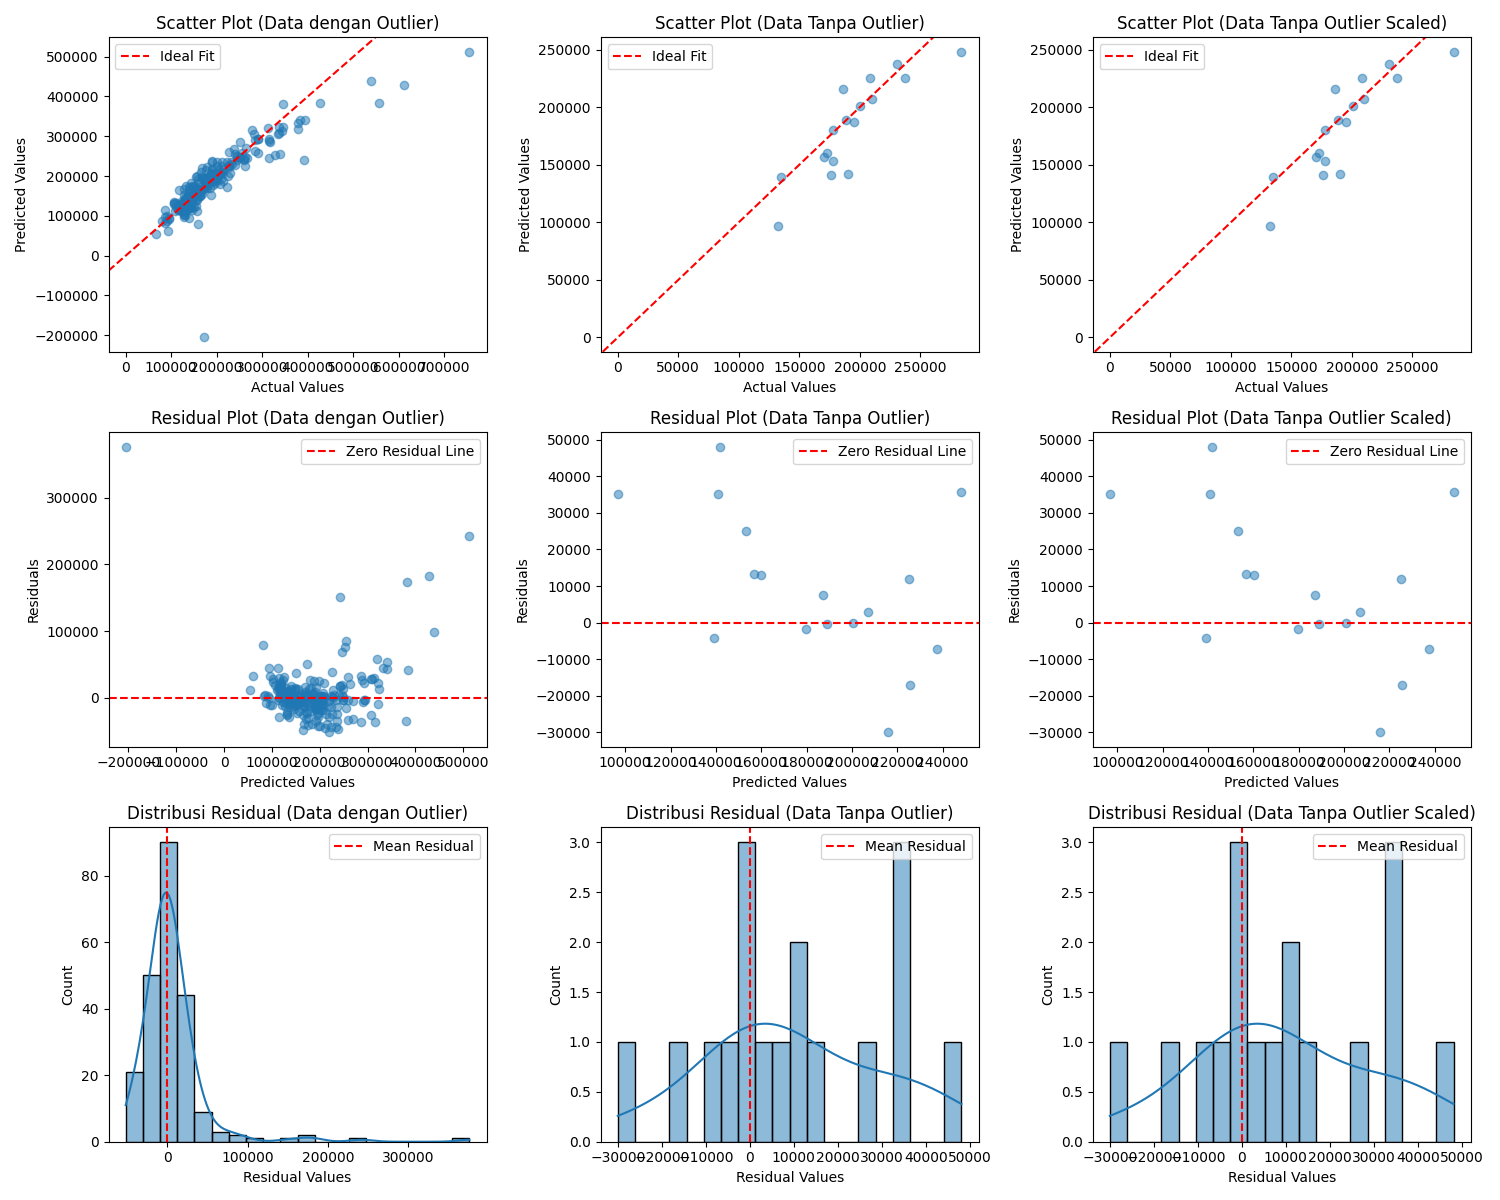 Scatter Plot (Data dengan Outlier)
Ideal Fit
500000
400000
300000
200000
100000
0
−100000
−200000
Predicted Values
0 100000 200000 300000 400000 500000 600000 700000
Actual Values
Scatter Plot (Data Tanpa Outlier)
Ideal Fit
250000
200000
150000
100000
50000
0
Predicted Values
0 50000 100000 150000 200000 250000
Actual Values
Scatter Plot (Data Tanpa Outlier Scaled)
Ideal Fit
250000
200000
150000
100000
50000
0
Predicted Values
0 50000 100000 150000 200000 250000
Actual Values
Residual Plot (Data dengan Outlier)
Zero Residual Line
300000
200000
100000
0
Residuals
−200000 −100000 0 100000 200000 300000 400000 500000
Predicted Values
Residual Plot (Data Tanpa Outlier)
Zero Residual Line
50000
40000
30000
20000
10000
0
−10000
−20000
−30000
Residuals
100000 120000 140000 160000 180000 200000 220000 240000
Predicted Values
Residual Plot (Data Tanpa Outlier Scaled)
Zero Residual Line
50000
40000
30000
20000
10000
0
−10000
−20000
−30000
Residuals
100000 120000 140000 160000 180000 200000 220000 240000
Predicted Values
Distribusi Residual (Data dengan Outlier)
Mean Residual
80
60
40
20
0
Count
0 100000 200000 300000
Residual Values
Distribusi Residual (Data Tanpa Outlier)
Mean Residual
3.0
2.5
2.0
1.5
1.0
0.5
0.0
Count
−30000 −20000 −10000 0 10000 20000 30000 40000 50000
Residual Values
Distribusi Residual (Data Tanpa Outlier Scaled)
Mean Residual
3.0
2.5
2.0
1.5
1.0
0.5
0.0
Count
−30000 −20000 −10000 0 10000 20000 30000 40000 50000
Residual Values